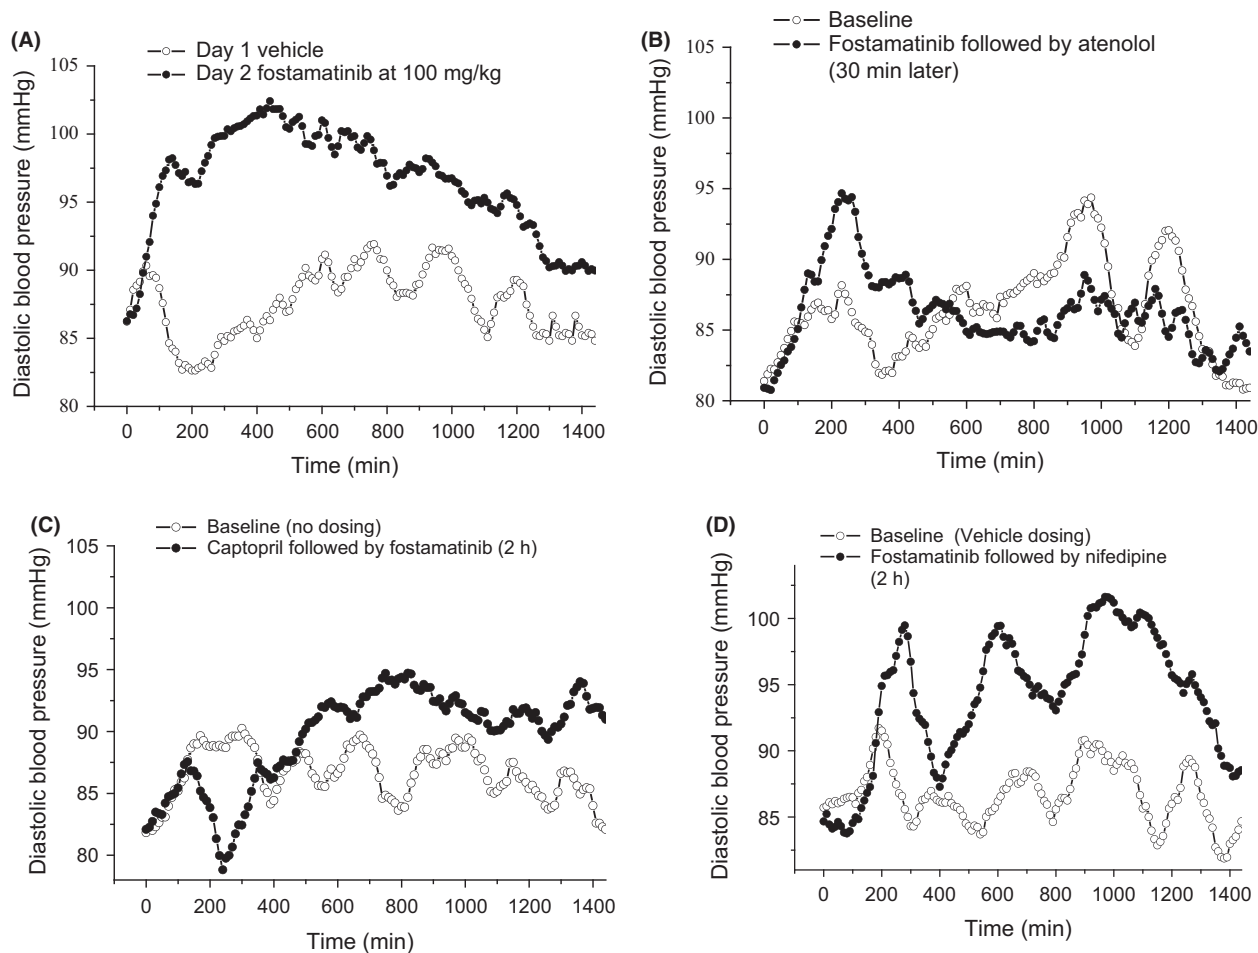 (A)
Day 1 vehicle
Day 2 fostamatinib at 100 mg/kg
105
100
95
90
85
80
Diastolic blood pressure (mmHg)
0 200 400 600 800 1000 1200 1400
Time (min)
(B)
Baseline
Fostamatinib followed by atenolol
(30 min later)
105
100
95
90
85
80
Diastolic blood pressure (mmHg)
0 200 400 600 800 1000 1200 1400
Time (min)
(C)
Baseline (no dosing)
Captopril followed by fostamatinib (2 h)
105
100
95
90
85
80
Diastolic blood pressure (mmHg)
0 200 400 600 800 1000 1200 1400
Time (min)
(D)
Baseline (Vehicle dosing)
Fostamatinib followed by nifedipine
(2 h)
100
95
90
85
Diastolic blood pressure (mmHg)
0 200 400 600 800 1000 1200 1400
Time (min)